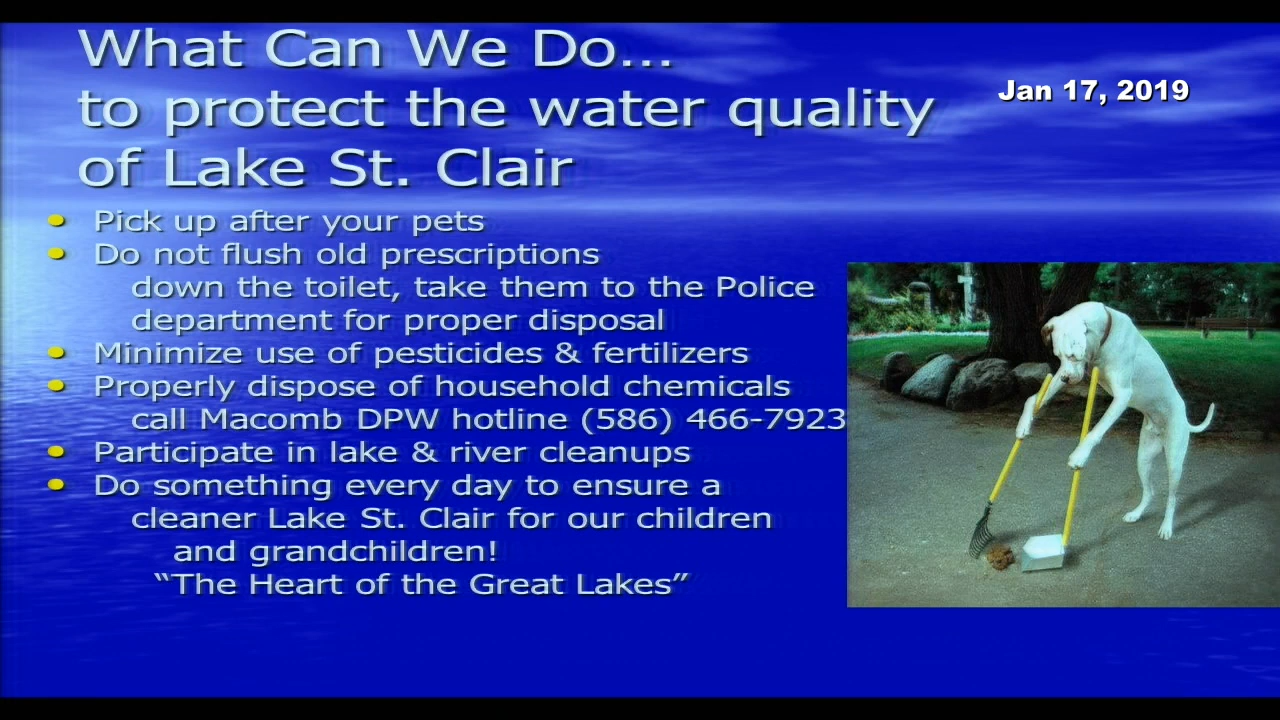 What Can We Do...
to protect the water quality
of Lake St. Clair
Jan 17, 2019
• Pick up after your pets
• Do not flush old prescriptions
down the toilet, take them to the Police
department for proper disposal
• Minimize use of pesticides & fertilizers
• Properly dispose of household chemicals
call Macomb DPW hotline (586) 466-7923
• Participate in lake & river cleanups
• Do something every day to ensure a
cleaner Lake St. Clair for our children
and grandchildren!
“The Heart of the Great Lakes”